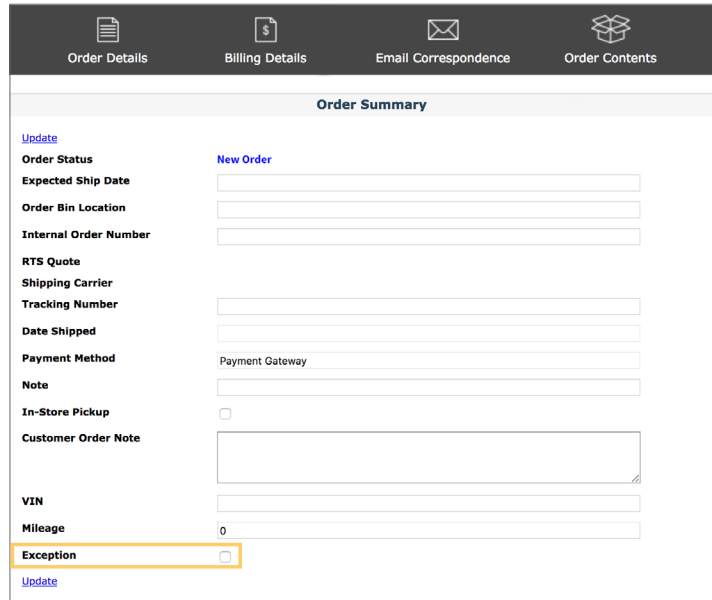 $
Order Details Billing Details Email Correspondence Order Contents
Order Summary
Update
Order Status New Order
Expected Ship Date
Order Bin Location
Internal Order Number
RTS Quote
Shipping Carrier
Tracking Number
Date Shipped
Payment Method Payment Gateway
Note
In-Store Pickup
Customer Order Note
VIN
Mileage 0
Exception
Update